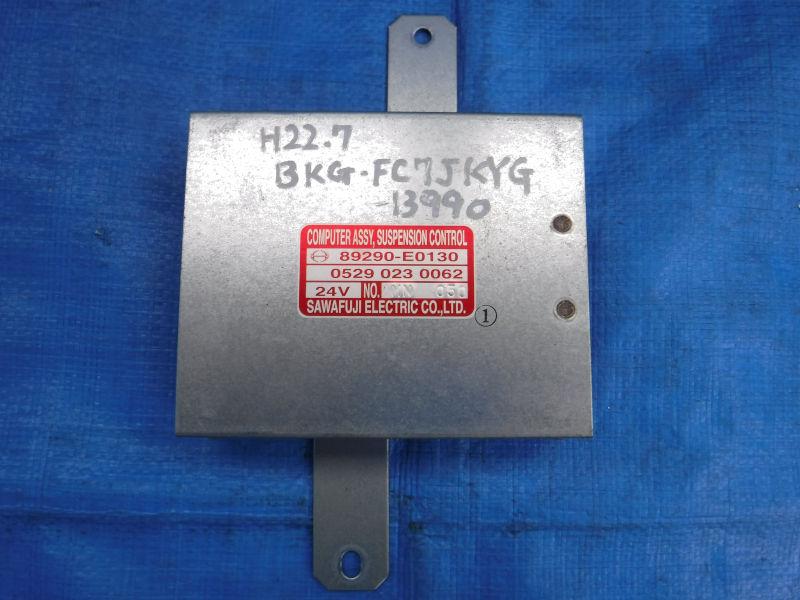 H22.7
BKG-FC7JKYG
-13990
COMPUTER ASSY, SUSPENSION CONTROL
89290-E0130
0529 023 0062
24V NO.
SAWAFUJI ELECTRIC CO.,LTD.
①